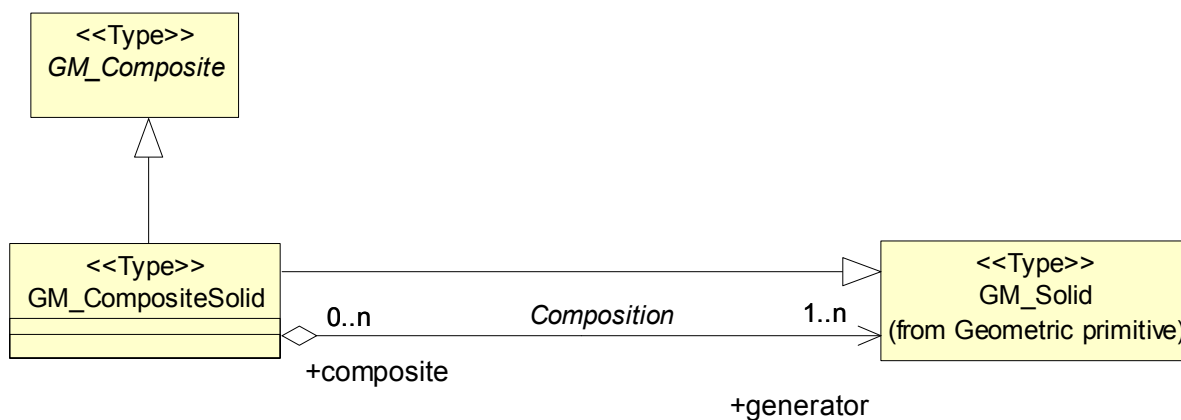 <<Type>>
GM_Composite
<<Type>>
GM_CompositeSolid
0..n
Composition
1..n
+composite
+generator
<<Type>>
GM_Solid
(from Geometric primitive)